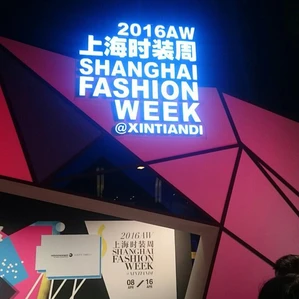 2016AW
上海时装周
SHANGHAI
FASHION
WEEK
@XINTIANDI
2016AW
上海时装周
SHANGHAI
FASHION
WEEK
@XINTIANDI
08 16